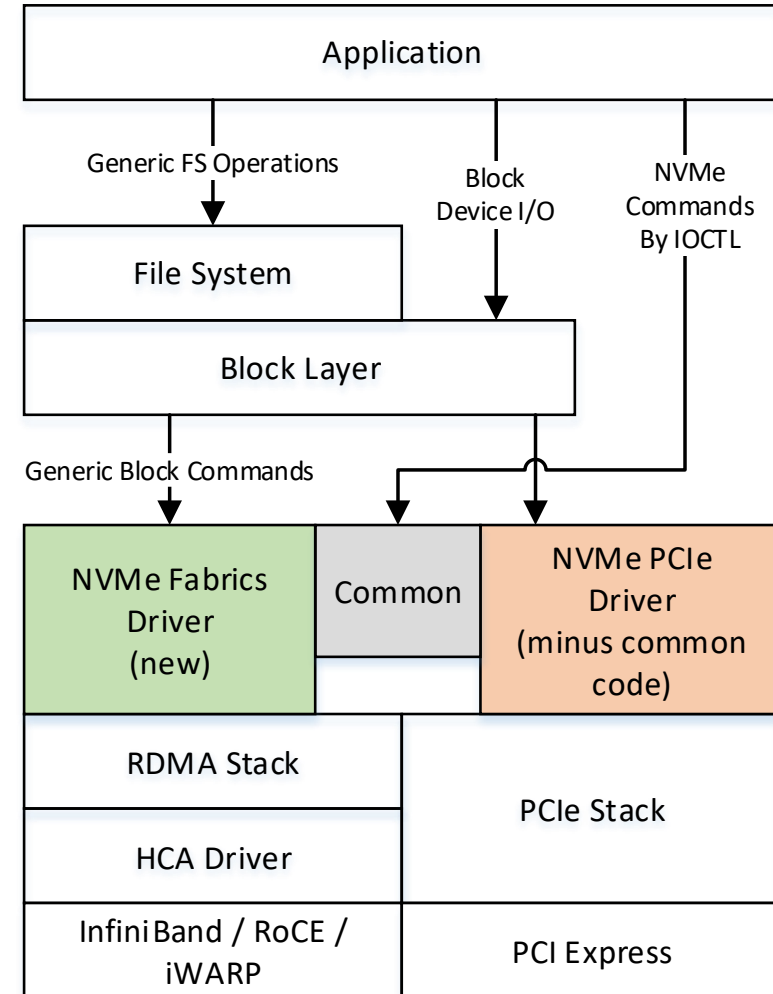 Application
Generic FS Operations
Block
Device I/O
NVMe
Commands
By IOCTL
File System
Block Layer
Generic Block Commands
NVMe Fabrics
Driver
(new)
Common
NVMe PCIe
Driver
(minus common
code)
RDMA Stack
HCA Driver
PCIe Stack
InfiniBand / RoCE /
iWARP
PCI Express